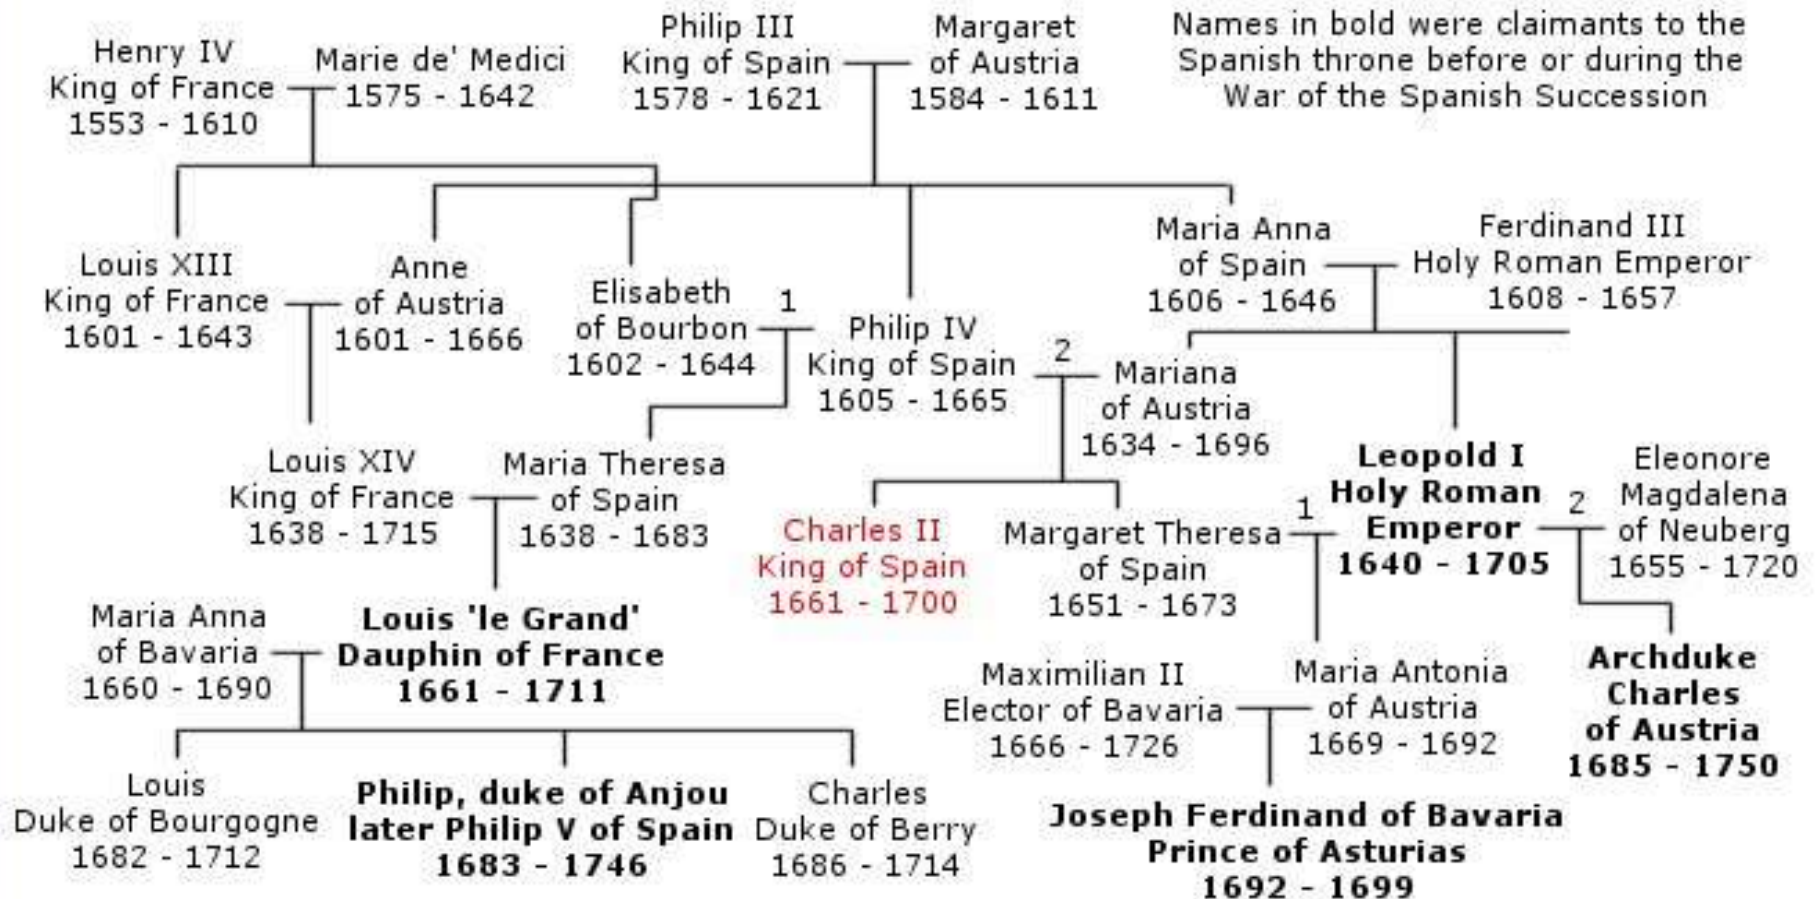 Names in bold were claimants to the
Spanish throne before or during the
War of the Spanish Succession
Henry IV
King of France
1553 - 1610
Marie de' Medici
1575 - 1642
Philip III
King of Spain
1578 - 1621
Margaret
of Austria
1584 - 1611
Louis XIII
King of France
1601 - 1643
Anne
of Austria
1601 - 1666
Elisabeth
of Bourbon
1602 - 1644
1
Philip IV
King of Spain
1605 - 1665
2
Maria Anna
of Spain
1606 - 1646
Ferdinand III
Holy Roman Emperor
1608 - 1657
Mariana
of Austria
1634 - 1696
Louis XIV
King of France
1638 - 1715
Maria Theresa
of Spain
1638 - 1683
Charles II
King of Spain
1661 - 1700
Margaret Theresa
of Spain
1651 - 1673
1
Leopold I
Holy Roman
Emperor
1640 - 1705
2
Eleonore
Magdalena
of Neuberg
1655 - 1720
Maria Anna
of Bavaria
1660 - 1690
Louis 'le Grand'
Dauphin of France
1661 - 1711
Maximilian II
Elector of Bavaria
1666 - 1726
Maria Antonia
of Austria
1669 - 1692
Archduke
Charles
of Austria
1685 - 1750
Louis
Duke of Bourgogne
1682 - 1712
Philip, duke of Anjou
later Philip V of Spain
1683 - 1746
Charles
Duke of Berry
1686 - 1714
Joseph Ferdinand of Bavaria
Prince of Asturias
1692 - 1699